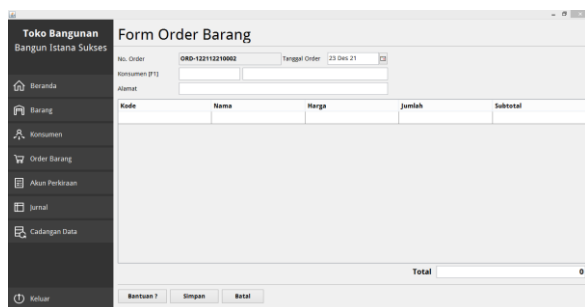 Toko Bangunan
Bangun Istana Sukses
Beranda
Barang
Konsumen
Order Barang
Akun Perkiraan
Jurnal
Cadangan Data
Keluar
Form Order Barang
No. Order ORD-122112210002 Tanggal Order 23 Des 21
Konsumen [F1]
Alamat
Kode Nama Harga Jumlah Subtotal
Total 0
Bantuan ? Simpan Batal